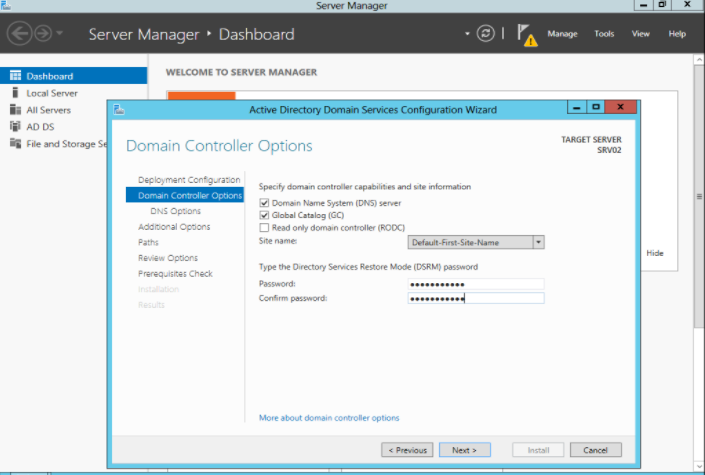 Server Manager
Server Manager ‣ Dashboard
Manage Tools View Help
Dashboard
Local Server
All Servers
AD DS
File and Storage Se
WELCOME TO SERVER MANAGER
Hide
Active Directory Domain Services Configuration Wizard
Domain Controller Options
TARGET SERVER
SRV02
Deployment Configuration
Domain Controller Options
DNS Options
Additional Options
Paths
Review Options
Prerequisites Check
Installation
Results
Specify domain controller capabilities and site information
Domain Name System (DNS) server
Global Catalog (GC)
Read only domain controller (RODC)
Site name: Default-First-Site-Name
Type the Directory Services Restore Mode (DSRM) password
Password: •••••••••••
Confirm password: •••••••••••
More about domain controller options
< Previous Next > Install Cancel